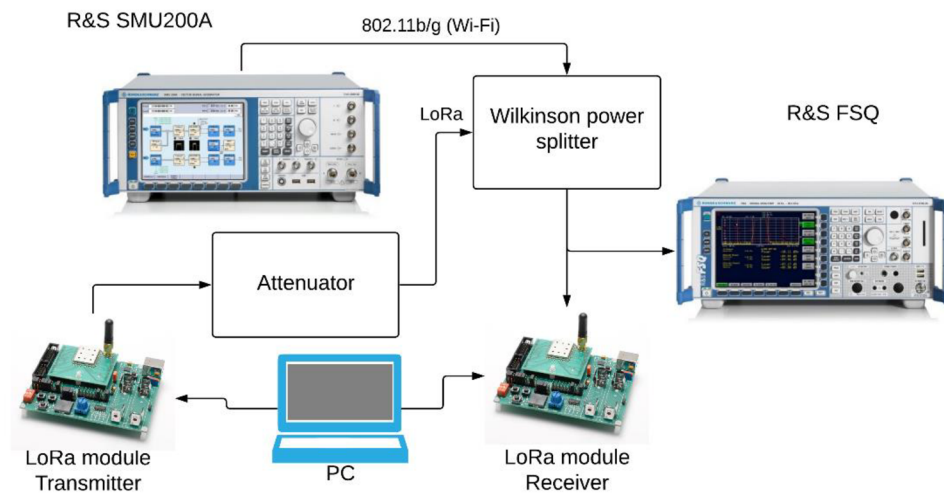 R&S SMU200A
802.11b/g (Wi-Fi)
LoRa
Wilkinson power
splitter
R&S FSQ
Attenuator
LoRa module
Transmitter
PC
LoRa module
Receiver